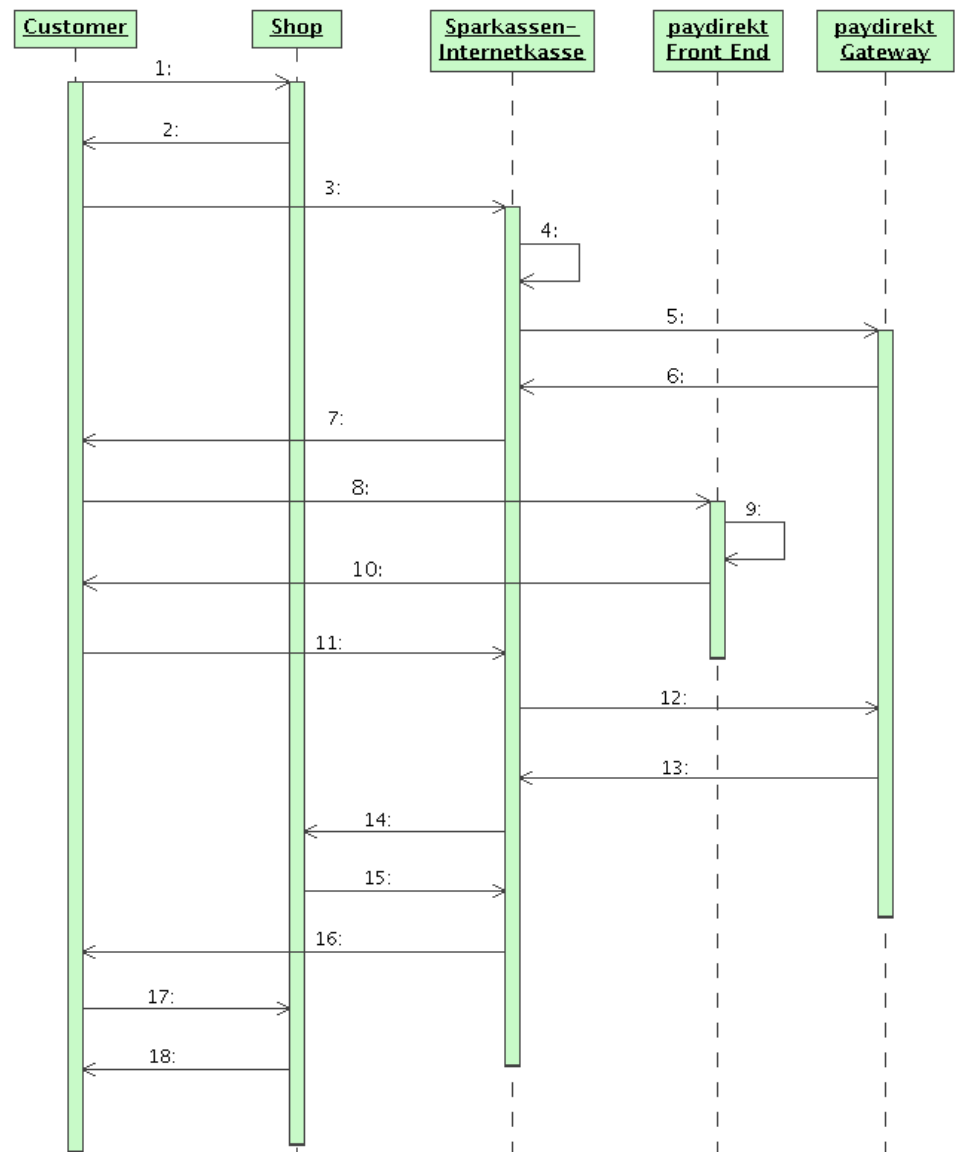 Customer
Shop
Sparkassen-
Internetkasse
paydirekt
Front End
paydirekt
Gateway
1:
2:
3:
4:
5:
6:
7:
8:
9:
10:
11:
12:
13:
14:
15:
16:
17:
18: